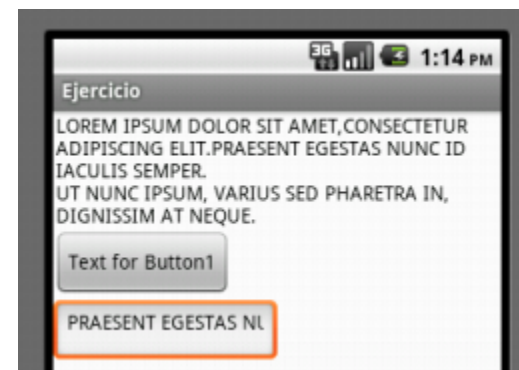 3G 1:14 PM
Ejercicio
LOREM IPSUM DOLOR SIT AMET,CONSECTETUR
ADIPISCING ELIT.PRAESENT EGESTAS NUNC ID
IACULIS SEMPER.
UT NUNC IPSUM, VARIUS SED PHARETRA IN,
DIGNISSIM AT NEQUE.
Text for Button1
PRAESENT EGESTAS NU